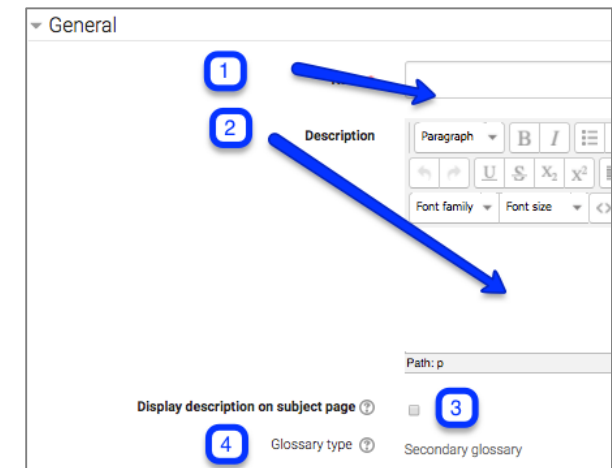 General
1
2
Description
Paragraph B I
U S X₂ X²
Font family Font size <>
Path: p
Display description on subject page ? 3
4 Glossary type ? Secondary glossary